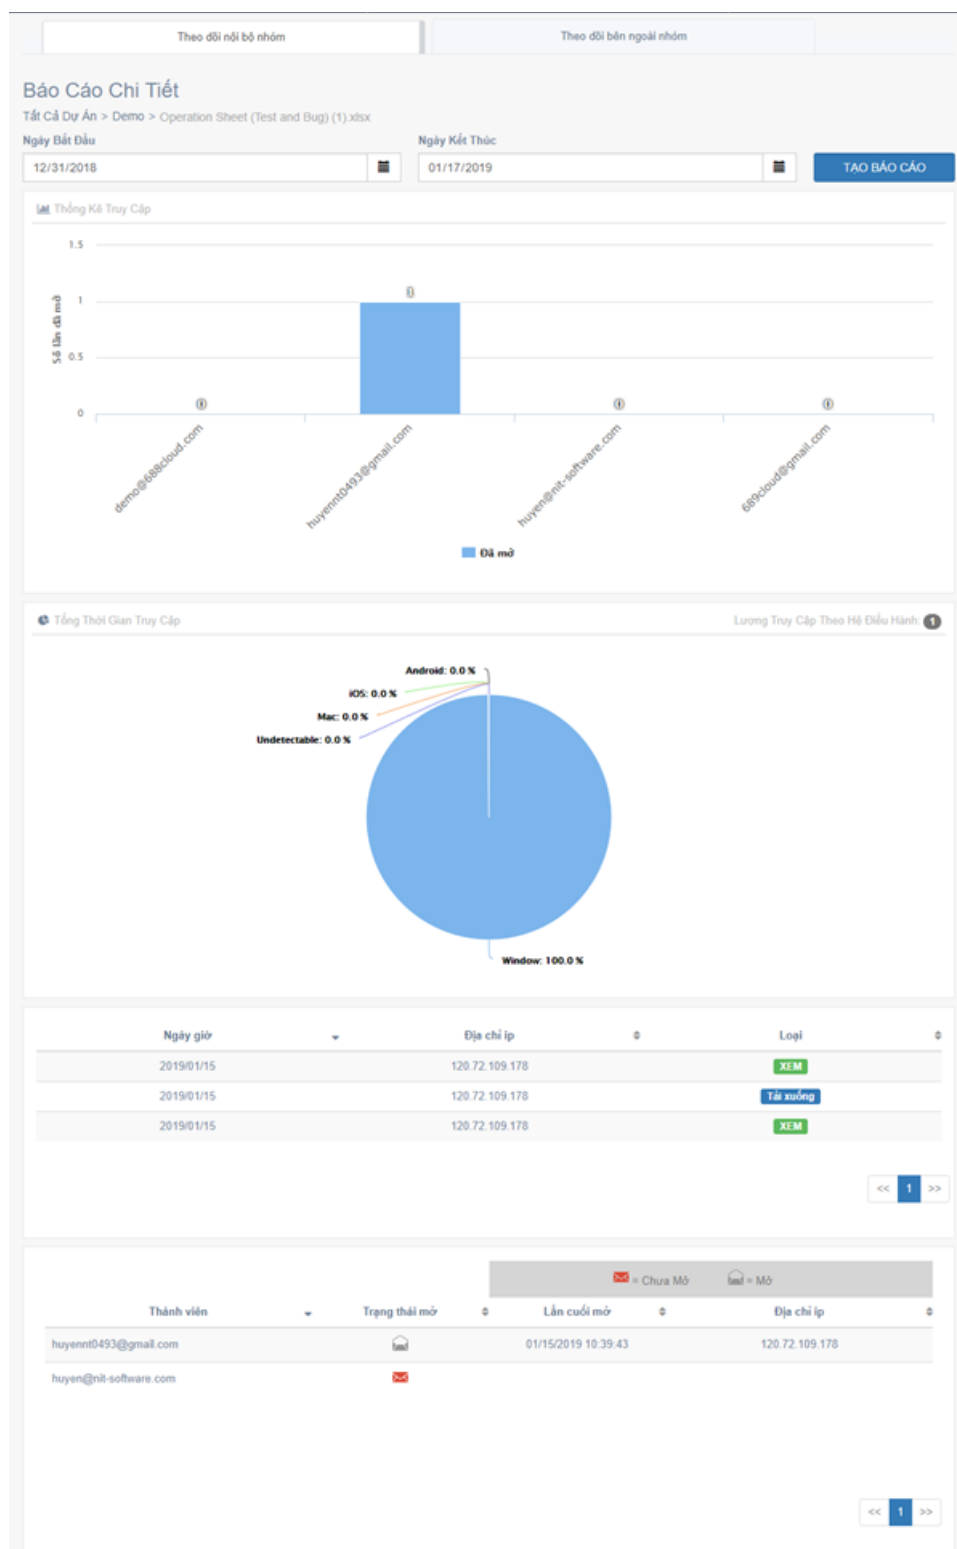 Theo dõi nội bộ nhóm Theo dõi bên ngoài nhóm
Báo Cáo Chi Tiết
Tất Cả Dự Án > Demo > Operation Sheet (Test and Bug) (1).xlsx
Ngày Bắt Đầu Ngày Kết Thúc
12/31/2018 01/17/2019 TẠO BÁO CÁO
Thống Kê Truy Cập
1.5
1
0.5
0
Số lần đã mở
1
0 0 0
demo@688cloud.com huyennt0493@gmail.com huyen@nit-software.com 689cloud@gmail.com
Đã mở
Tổng Thời Gian Truy Cập Lượng Truy Cập Theo Hệ Điều Hành: 1
Android: 0.0 %
iOS: 0.0 %
Mac: 0.0 %
Undetectable: 0.0 %
Window: 100.0 %
Ngày giờ Địa chỉ ip Loại
2019/01/15 120.72.109.178 XEM
2019/01/15 120.72.109.178 Tải xuống
2019/01/15 120.72.109.178 XEM
<< 1 >>
= Chưa Mở = Mở
Thành viên Trạng thái mở Lần cuối mở Địa chỉ ip
huyennt0493@gmail.com 01/15/2019 10:39:43 120.72.109.178
huyen@nit-software.com
<< 1 >>